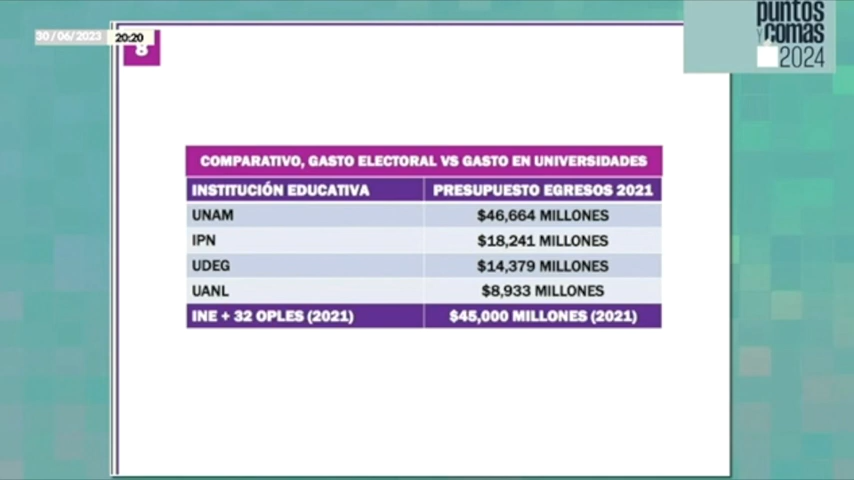 30/06/2023 20:20
8
PUNTOS
Y COMAS
2024
COMPARATIVO, GASTO ELECTORAL VS GASTO EN UNIVERSIDADES
INSTITUCIÓN EDUCATIVA PRESUPUESTO EGRESOS 2021
UNAM $46,664 MILLONES
IPN $18,241 MILLONES
UDEG $14,379 MILLONES
UANL $8,933 MILLONES
INE + 32 OPLES (2021) $45,000 MILLONES (2021)